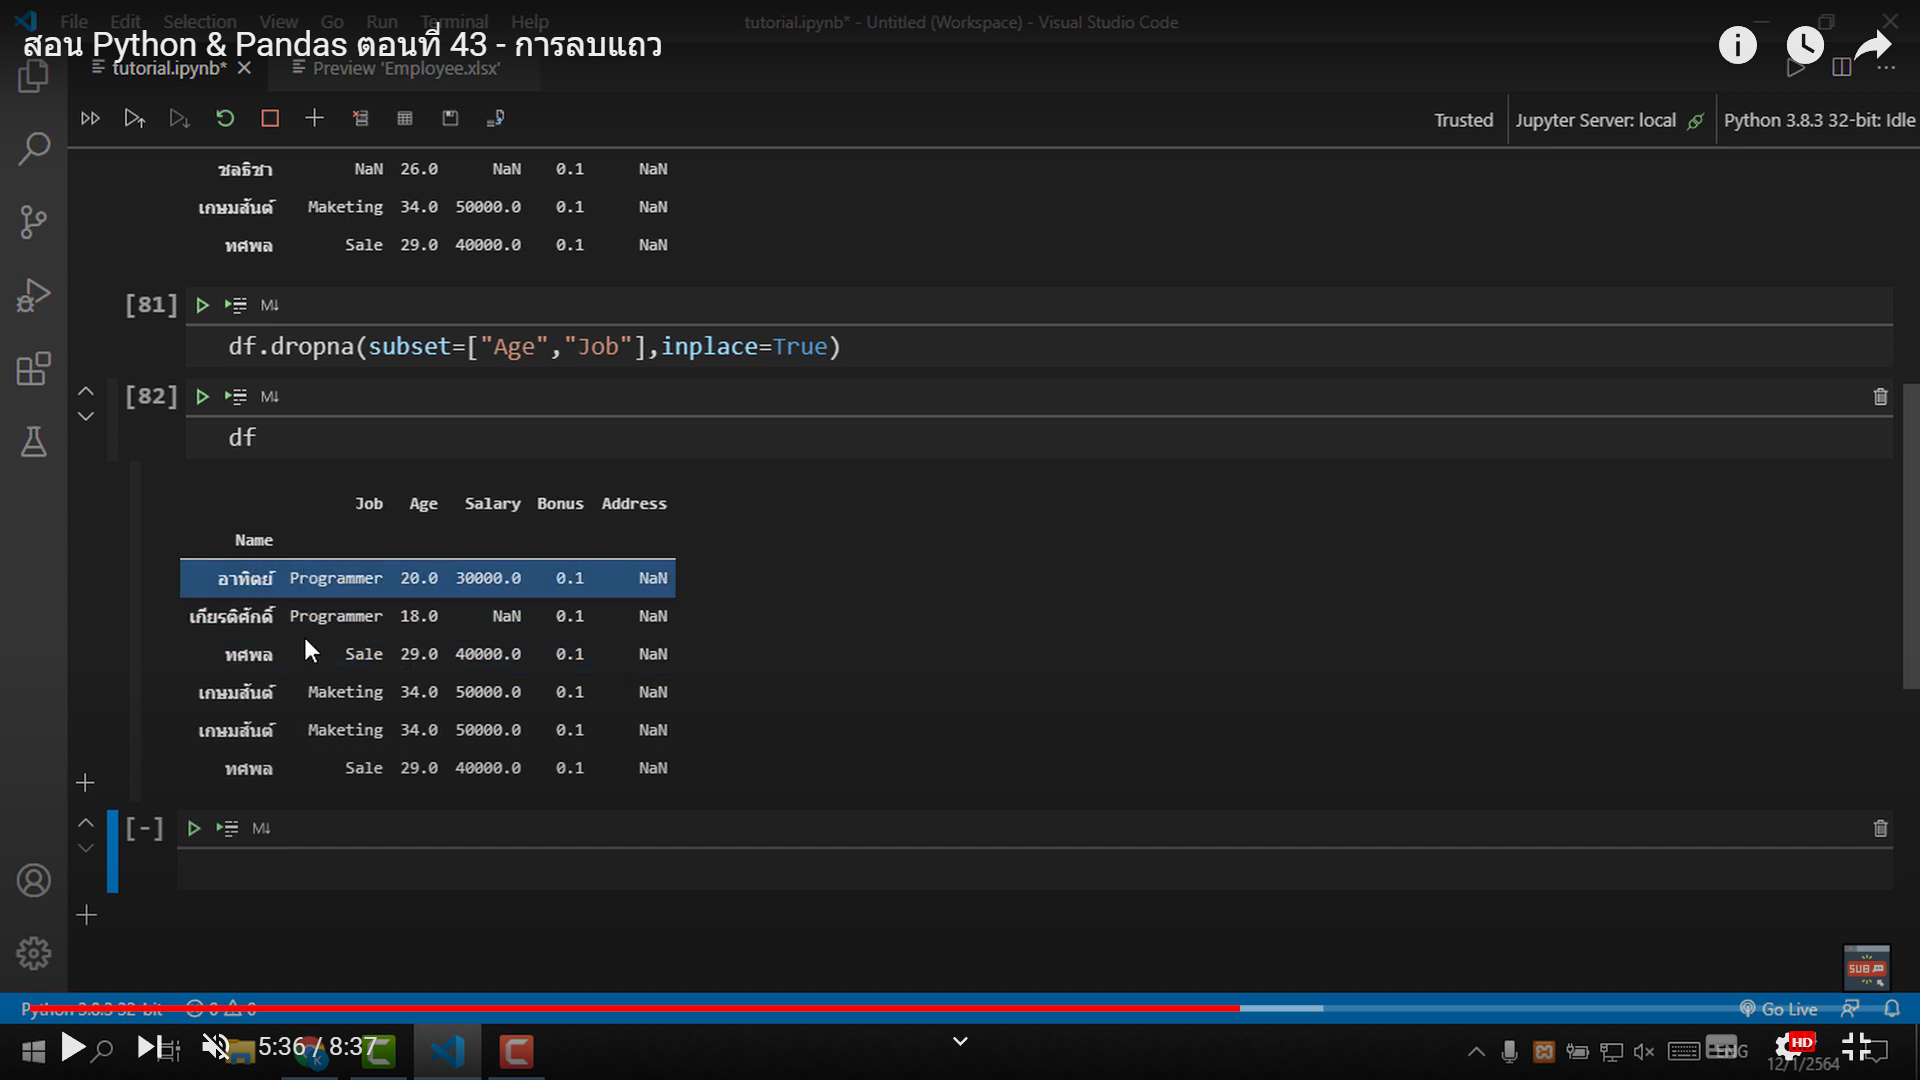 File Edit Selection View Go Run Terminal Help
tutorial.ipynb* - Untitled (Workspace) - Visual Studio Code
สอน Python & Pandas ตอนที่ 43 - การลบแถว
tutorial.ipynb* Preview 'Employee.xlsx'
Trusted Jupyter Server: local Python 3.8.3 32-bit: Idle
ชลธิชา NaN 26.0 NaN 0.1 NaN
เกษมสันต์ Maketing 34.0 50000.0 0.1 NaN
ทศพล Sale 29.0 40000.0 0.1 NaN
[81] M↓
df.dropna(subset=["Age","Job"],inplace=True)
[82] M↓
df
Job Age Salary Bonus Address
Name
อาทิตย์ Programmer 20.0 30000.0 0.1 NaN
เกียรติศักดิ์ Programmer 18.0 NaN 0.1 NaN
ทศพล Sale 29.0 40000.0 0.1 NaN
เกษมสันต์ Maketing 34.0 50000.0 0.1 NaN
เกษมสันต์ Maketing 34.0 50000.0 0.1 NaN
ทศพล Sale 29.0 40000.0 0.1 NaN
[-] M↓
SUB
Python 3.8.3 32-bit 0 0 Go Live
5:36 / 8:37 ENG HD
12/1/2564